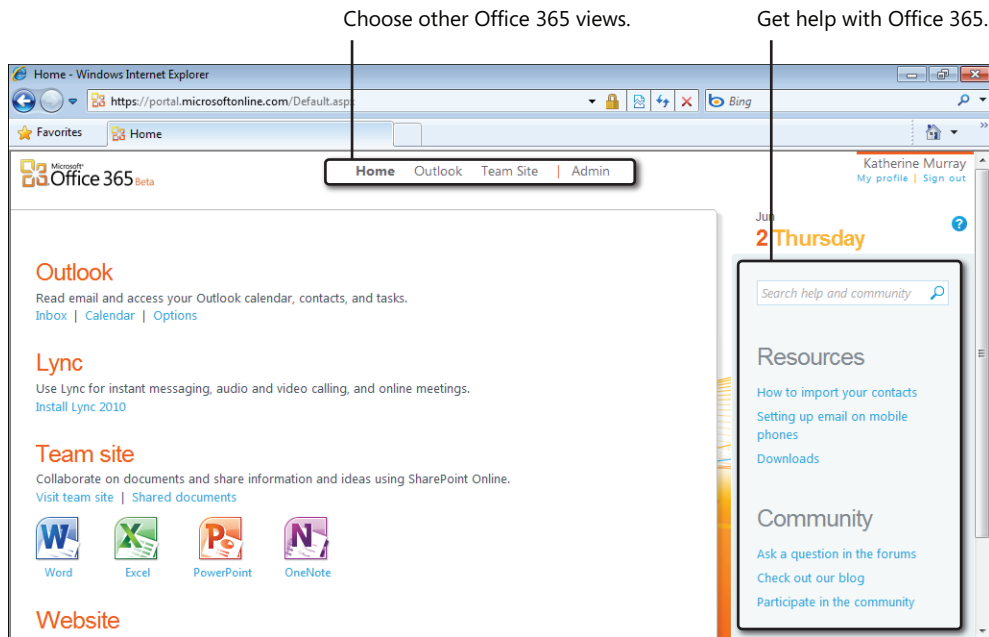 Choose other Office 365 views.
Get help with Office 365.
Home - Windows Internet Explorer
https://portal.microsoftonline.com/Default.aspx
Bing
Favorites
Home
Microsoft
Office 365 Beta
Home Outlook Team Site | Admin
Katherine Murray
My profile | Sign out
Jun
2 Thursday
Outlook
Read email and access your Outlook calendar, contacts, and tasks.
Inbox | Calendar | Options
Lync
Use Lync for instant messaging, audio and video calling, and online meetings.
Install Lync 2010
Team site
Collaborate on documents and share information and ideas using SharePoint Online.
Visit team site | Shared documents
Word Excel PowerPoint OneNote
Website
Search help and community
Resources
How to import your contacts
Setting up email on mobile
phones
Downloads
Community
Ask a question in the forums
Check out our blog
Participate in the community